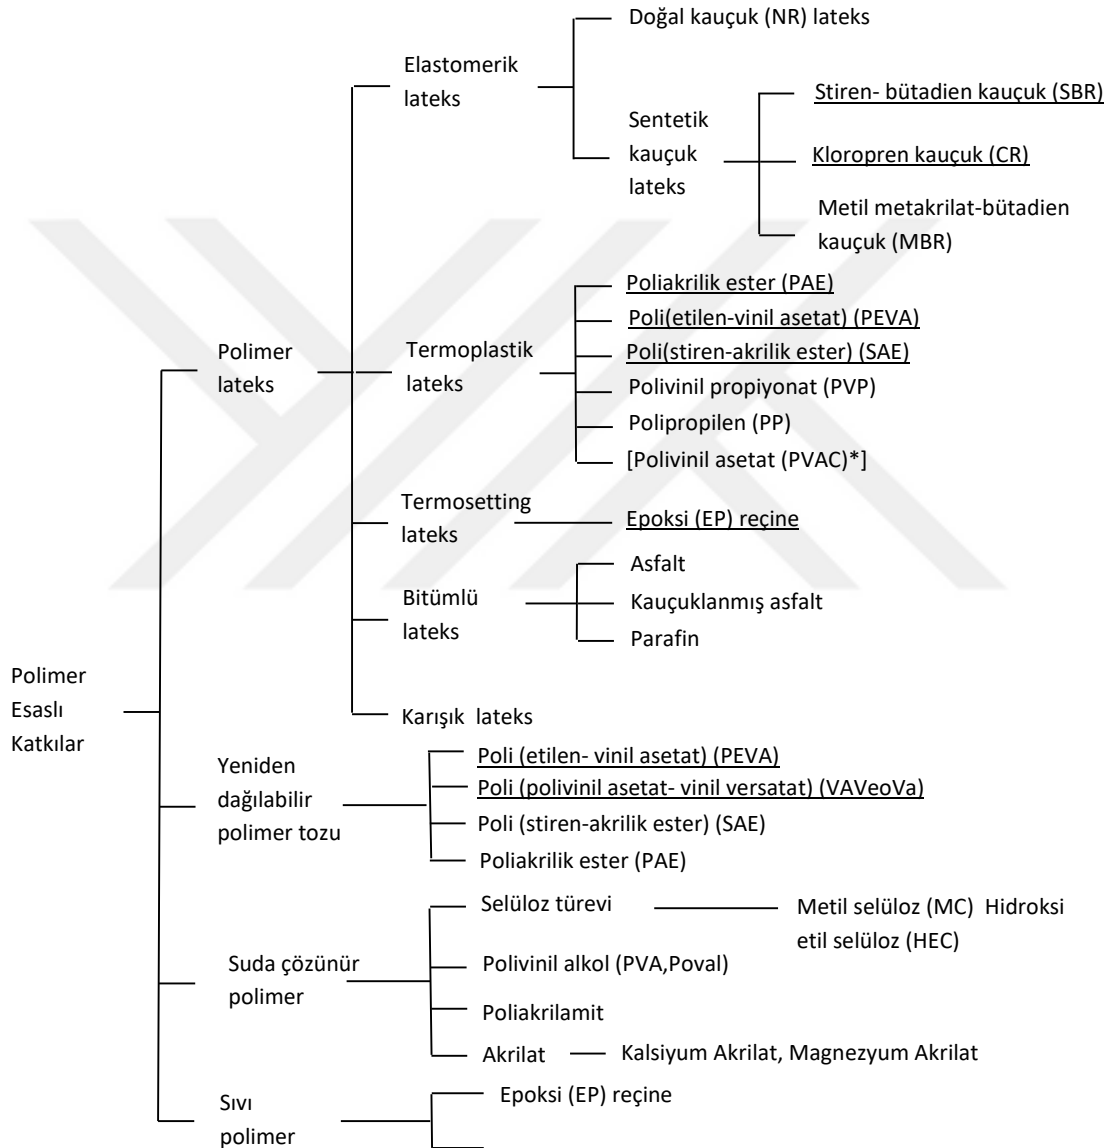 Doğal kauçuk (NR) lateks
Elastomerik
lateks
Stiren- bütadien kauçuk (SBR)
Sentetik
kauçuk
lateks
Kloropren kauçuk (CR)
Metil metakrilat-bütadien
kauçuk (MBR)
Poliakrilik ester (PAE)
Poli(etilen-vinil asetat) (PEVA)
Polimer
lateks
Termoplastik
lateks
Poli(stiren-akrilik ester) (SAE)
Polivinil propiyonat (PVP)
Polipropilen (PP)
[Polivinil asetat (PVAC)*]
Termosetting
lateks
Epoksi (EP) reçine
Asfalt
Bitümlü
lateks
Kauçuklanmış asfalt
Parafin
Polimer
Esaslı
Katkılar
Karışık lateks
Poli (etilen- vinil asetat) (PEVA)
Yeniden
dağılabilir
polimer tozu
Poli (polivinil asetat- vinil versatat) (VAVeoVa)
Poli (stiren-akrilik ester) (SAE)
Poliakrilik ester (PAE)
Selüloz türevi
Metil selüloz (MC) Hidroksi
etil selüloz (HEC)
Suda çözünür
polimer
Polivinil alkol (PVA,Poval)
Poliakrilamit
Akrilat
Kalsiyum Akrilat, Magnezyum Akrilat
Sıvı
polimer
Epoksi (EP) reçine